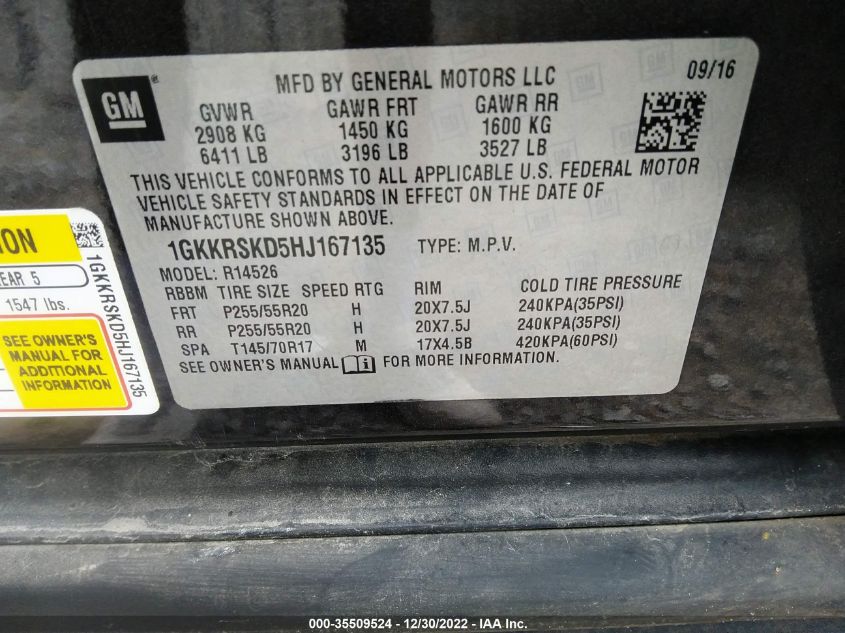 MFD BY GENERAL MOTORS LLC
09/16
GM
GVWR GAWR FRT GAWR RR
2908 KG 1450 KG 1600 KG
6411 LB 3196 LB 3527 LB
THIS VEHICLE CONFORMS TO ALL APPLICABLE U.S. FEDERAL MOTOR
VEHICLE SAFETY STANDARDS IN EFFECT ON THE DATE OF
MANUFACTURE SHOWN ABOVE.
1GKKRSKD5HJ167135 TYPE: M.P.V.
MODEL: R14526
RBBM TIRE SIZE SPEED RTG RIM COLD TIRE PRESSURE
FRT P255/55R20 H 20X7.5J 240KPA(35PSI)
RR P255/55R20 H 20X7.5J 240KPA(35PSI)
SPA T145/70R17 M 17X4.5B 420KPA(60PSI)
SEE OWNER'S MANUAL FOR MORE INFORMATION.
ION
EAR 5
1547 lbs.
SEE OWNER'S
MANUAL FOR
ADDITIONAL
INFORMATION
1GKKRSKD5HJ167135
000-35509524 - 12/30/2022 - IAA Inc.